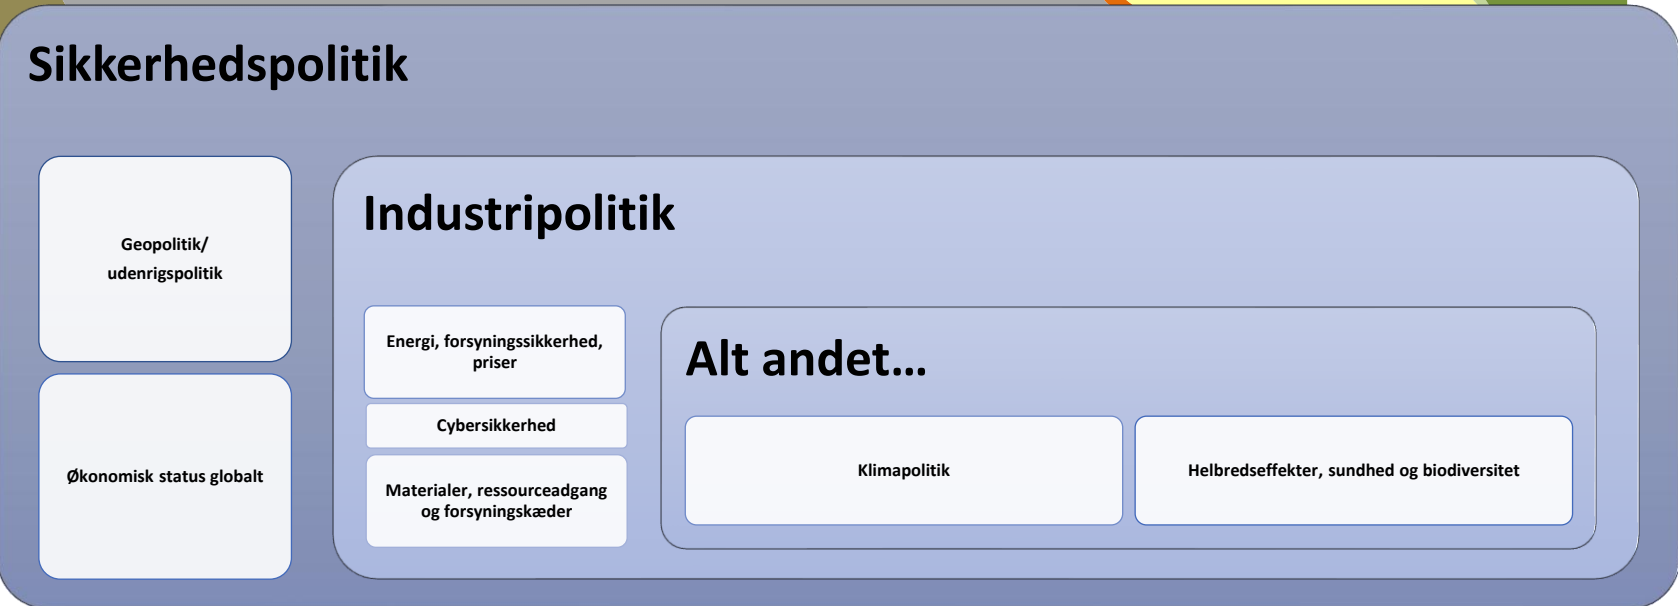 Sikkerhedspolitik
Geopolitik/
udenrigspolitik
Økonomisk status globalt
Industripolitik
Energi, forsyningssikkerhed,
priser
Cybersikkerhed
Materialer, ressourceadgang
og forsyningskæder
Alt andet...
Klimapolitik
Helbredseffekter, sundhed og biodiversitet